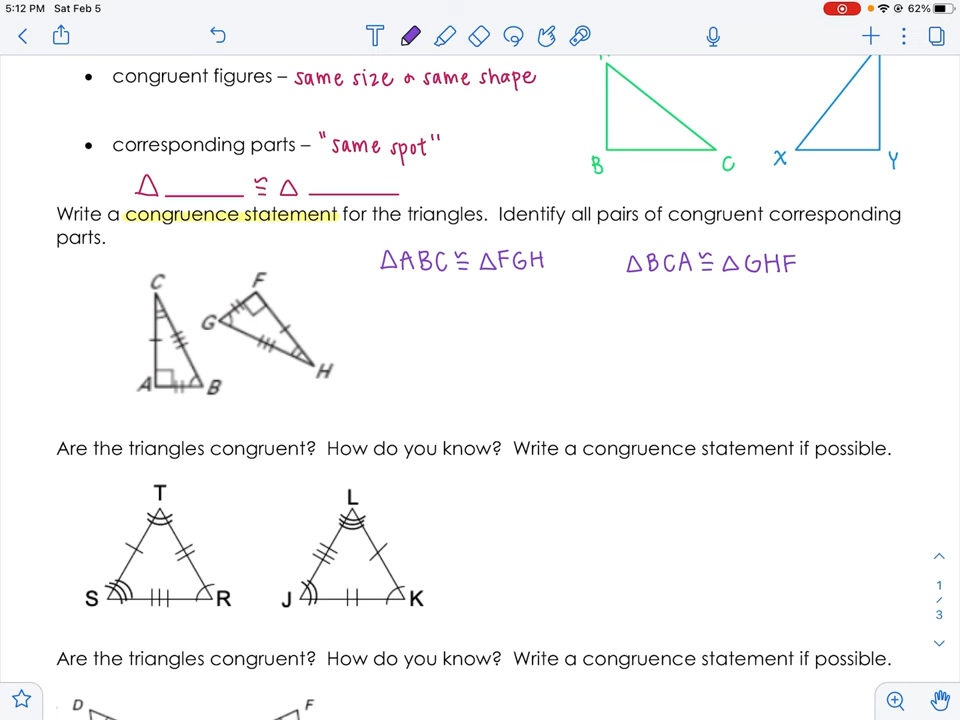 5:12 PM Sat Feb 5
62%
T
• congruent figures – same size & same shape
• corresponding parts – "same spot"
B
C
X
Y
Δ ______ ≅ Δ ______
Write a congruence statement for the triangles. Identify all pairs of congruent corresponding
parts.
ΔABC ≅ ΔFGH
ΔBCA ≅ ΔGHF
C
F
G
H
A
B
Are the triangles congruent? How do you know? Write a congruence statement if possible.
T
L
S
R
J
K
1
/
3
Are the triangles congruent? How do you know? Write a congruence statement if possible.
D
F